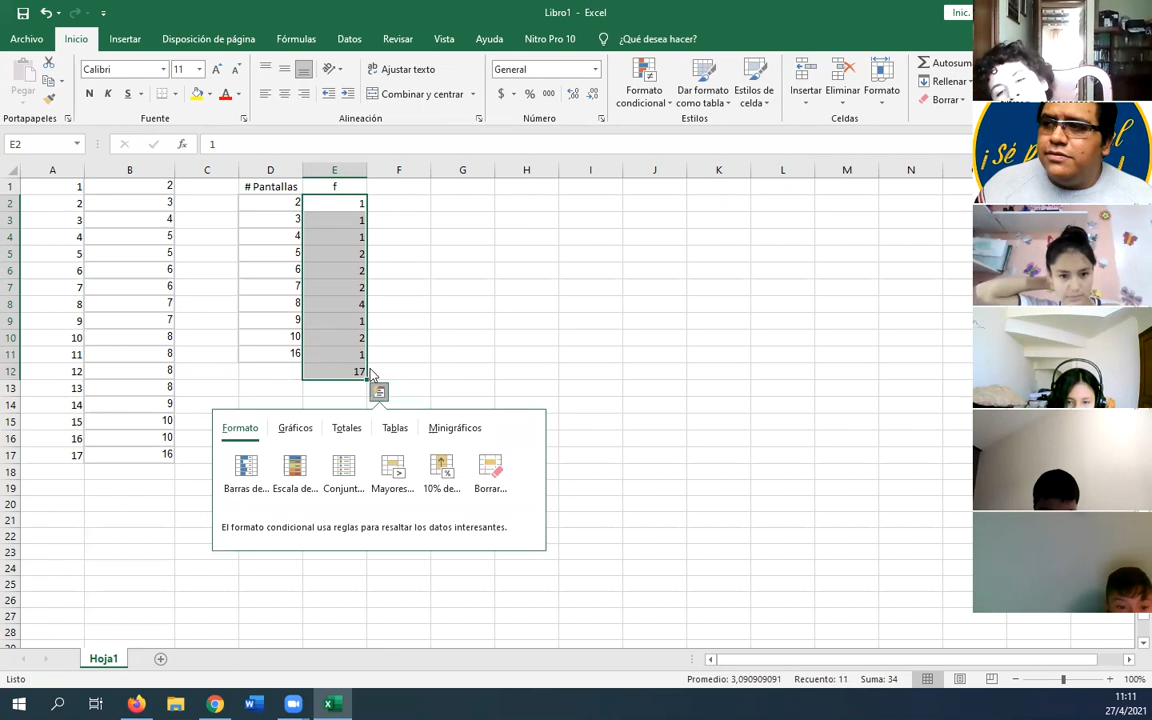 Libro1 - Excel
Inic.
Archivo Inicio Insertar Disposición de página Fórmulas Datos Revisar Vista Ayuda Nitro Pro 10 ¿Qué desea hacer?
Pegar
Calibri 11
N K S
Ajustar texto
Combinar y centrar
General
$ % 000
Formato condicional
Dar formato como tabla
Estilos de celda
Insertar
Eliminar
Formato
Autosum
Rellenar
Borrar
Portapapeles Fuente Alineación Número Estilos Celdas
E2 fx 1
A B C D E F G H I J K L M N
1 1 2 # Pantallas f
2 2 3 2 1
3 3 4 3 1
4 4 5 4 1
5 5 5 5 2
6 6 6 6 2
7 7 6 7 2
8 8 7 8 4
9 9 7 9 1
10 10 8 10 2
11 11 8 16 1
12 12 8 17
13 13 8
14 14 9
15 15 10
16 16 10
17 17 16
18
19
20
21
22
23
24
25
26
27
28
Formato Gráficos Totales Tablas Minigráficos
Barras de... Escala de... Conjunt... Mayores... 10% de... Borrar...
El formato condicional usa reglas para resaltar los datos interesantes.
¡Sé p
el
Hoja1
Listo
Promedio: 3,090909091 Recuento: 11 Suma: 34 100%
11:11
27/4/2021